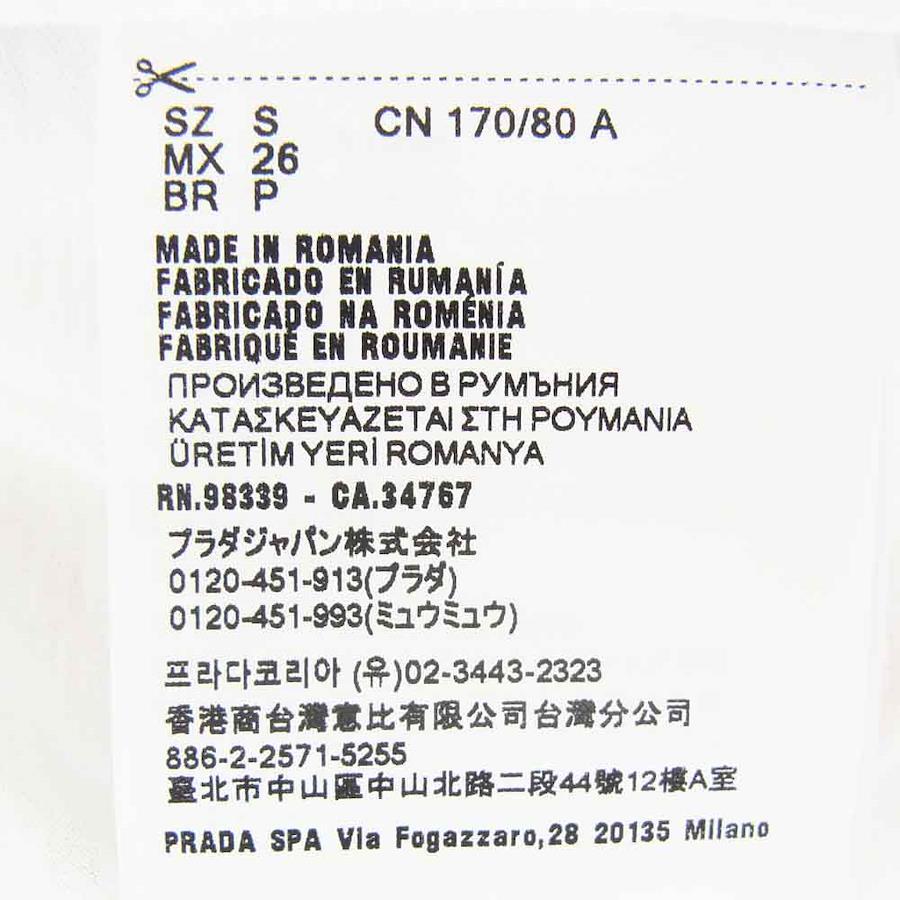 SZ S CN 170/80 A
MX 26
BR P
MADE IN ROMANIA
FABRICADO EN RUMANÍA
FABRICADO NA ROMÉNIA
FABRIQUÉ EN ROUMANIE
ПРОИЗВЕДЕНО В РУМЪНИЯ
ΚΑΤΑΣΚΕΥΑΖΕΤΑΙ ΣΤΗ ΡΟΥΜΑΝΙΑ
ÜRETİM YERİ ROMANYA
RN.98339 - CA.34767
プラダジャパン株式会社
0120-451-913(プラダ)
0120-451-993(ミュウミュウ)
프라다코리아 (유)02-3443-2323
香港商台灣意比有限公司台灣分公司
886-2-2571-5255
臺北市中山區中山北路二段44號12樓A室
PRADA SPA Via Fogazzaro,28 20135 Milano